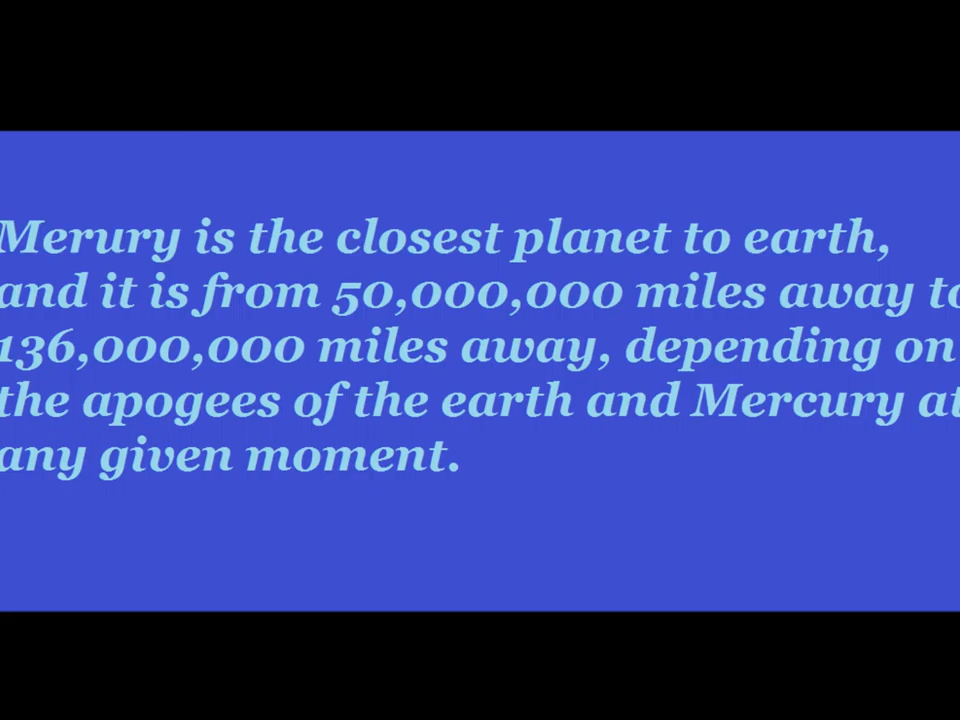 Merury is the closest planet to earth,
and it is from 50,000,000 miles away to
136,000,000 miles away, depending on
the apogees of the earth and Mercury at
any given moment.